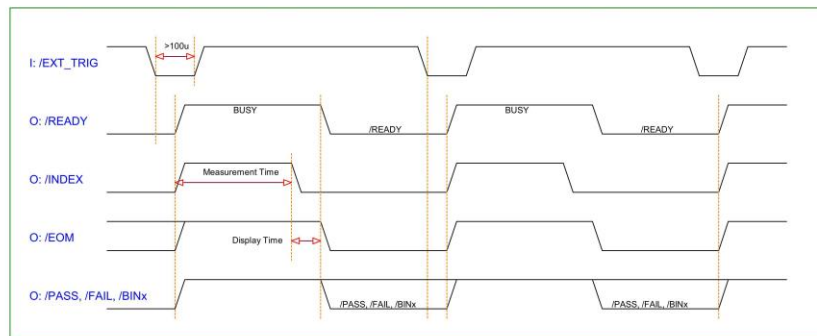 >100u
I: /EXT_TRIG
BUSY
BUSY
O: /READY
/READY
/READY
Measurement Time
O: /INDEX
O: /EOM
Display Time
O: /PASS, /FAIL, /BINx
/PASS, /FAIL, /BINx
/PASS, /FAIL, /BINx